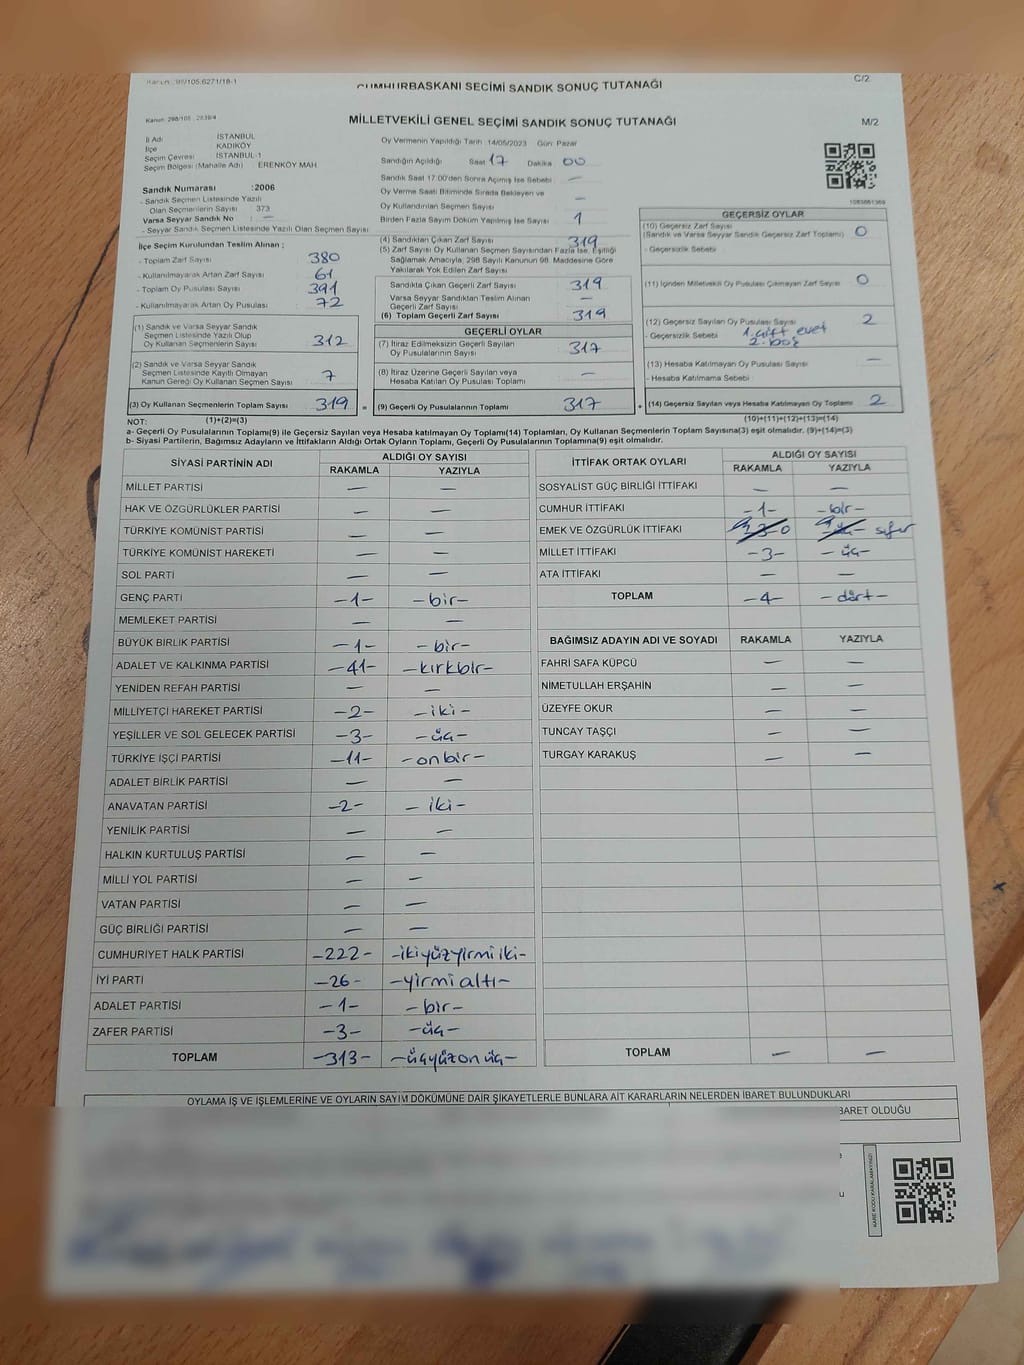 Kanun : 99/105:6271/18-1
CUMHURBAŞKANI SEÇİMİ SANDIK SONUÇ TUTANAĞI
C/2
MİLLETVEKİLİ GENEL SEÇİMİ SANDIK SONUÇ TUTANAĞI
M/2
İl Adı İSTANBUL
İlçe KADIKÖY
Seçim Çevresi İSTANBUL-1
Seçim Bölgesi (Mahalle Adı) ERENKÖY MAH.
Sandık Numarası :2006
- Sandık Seçmen Listesinde Yazılı
Olan Seçmenlerin Sayısı 373
Varsa Seyyar Sandık No : —
- Seyyar Sandık Seçmen Listesinde Yazılı Olan Seçmen Sayısı
İlçe Seçim Kurulundan Teslim Alınan ;
- Toplam Zarf Sayısı 380
- Kullanılmayarak Artan Zarf Sayısı 61
- Toplam Oy Pusulası Sayısı 391
- Kullanılmayarak Artan Oy Pusulası 72
(1) Sandık ve Varsa Seyyar Sandık
Seçmen Listesinde Yazılı Olup
Oy Kullanan Seçmenlerin Sayısı 312
(2) Sandık ve Varsa Seyyar Sandık
Seçmen Listesinde Kayıtlı Olmayan
Kanun Gereği Oy Kullanan Seçmen Sayısı 7
(3) Oy Kullanan Seçmenlerin Toplam Sayısı 319 =
(1)+(2)=(3)
Oy Vermenin Yapıldığı Tarih 14/05/2023 Gün: Pazar
Sandığın Açıldığı Saat 17 Dakika 00
Sandık Saat 17.00'den Sonra Açılmış İse Sebebi —
Oy Verme Saati Bitiminde Sırada Bekleyen ve
Oy Kullandırılan Seçmen Sayısı —
Birden Fazla Sayım Döküm Yapılmış İse Sayısı 1
(4) Sandıktan Çıkan Zarf Sayısı 319
(5) Zarf Sayısı Oy Kullanan Seçmen Sayısından Fazla İse, Eşitliği
Sağlamak Amacıyla, 298 Sayılı Kanunun 98. Maddesine Göre
Yakılarak Yok Edilen Zarf Sayısı
Sandıkta Çıkan Geçerli Zarf Sayısı 319
Varsa Seyyar Sandıktan Teslim Alınan
Geçerli Zarf Sayısı —
(6) Toplam Geçerli Zarf Sayısı 319
GEÇERLİ OYLAR
(7) İtiraz Edilmeksizin Geçerli Sayılan
Oy Pusulalarının Sayısı 317
(8) İtiraz Üzerine Geçerli Sayılan veya
Hesaba Katılan Oy Pusulası Toplamı —
(9) Geçerli Oy Pusulalarının Toplamı 317 +
1083861369
GEÇERSİZ OYLAR
(10) Geçersiz Zarf Sayısı
(Sandık ve Varsa Seyyar Sandık Geçersiz Zarf Toplamı) 0
- Geçersizlik Sebebi :
(11) İçinden Milletvekili Oy Pusulası Çıkmayan Zarf Sayısı 0
(12) Geçersiz Sayılan Oy Pusulası Sayısı 2
- Geçersizlik Sebebi : 1. çift evet
2. boş
(13) Hesaba Katılmayan Oy Pusulası Sayısı —
- Hesaba Katılmama Sebebi :
(14) Geçersiz Sayılan veya Hesaba Katılmayan Oy Toplamı 2
(10)+(11)+(12)+(13)=(14)
NOT:
a- Geçerli Oy Pusulalarının Toplamı(9) ile Geçersiz Sayılan veya Hesaba katılmayan Oy Toplamı(14) Toplamları, Oy Kullanan Seçmenlerin Toplam Sayısına(3) eşit olmalıdır. (9)+(14)=(3)
b- Siyasi Partilerin, Bağımsız Adayların ve İttifakların Aldığı Ortak Oyların Toplamı, Geçerli Oy Pusulalarının Toplamına(9) eşit olmalıdır.
SİYASİ PARTİNİN ADI ALDIĞI OY SAYISI
RAKAMLA YAZIYLA
MİLLET PARTİSİ — —
HAK VE ÖZGÜRLÜKLER PARTİSİ — —
TÜRKİYE KOMÜNİST PARTİSİ — —
TÜRKİYE KOMÜNİST HAREKETİ — —
SOL PARTİ — —
GENÇ PARTİ -1- -bir-
MEMLEKET PARTİSİ — —
BÜYÜK BİRLİK PARTİSİ -1- -bir-
ADALET VE KALKINMA PARTİSİ -41- -kırkbir-
YENİDEN REFAH PARTİSİ — —
MİLLİYETÇİ HAREKET PARTİSİ -2- -iki-
YEŞİLLER VE SOL GELECEK PARTİSİ -3- -üç-
TÜRKİYE İŞÇİ PARTİSİ -11- -onbir-
ADALET BİRLİK PARTİSİ — —
ANAVATAN PARTİSİ -2- -iki-
YENİLİK PARTİSİ — —
HALKIN KURTULUŞ PARTİSİ — —
MİLLİ YOL PARTİSİ — —
VATAN PARTİSİ — —
GÜÇ BİRLİĞİ PARTİSİ — —
CUMHURİYET HALK PARTİSİ -222- -ikiyüzyirmiiki-
İYİ PARTİ -26- -yirmialtı-
ADALET PARTİSİ -1- -bir-
ZAFER PARTİSİ -3- -üç-
TOPLAM -313- -üçyüzonüç-
İTTİFAK ORTAK OYLARI ALDIĞI OY SAYISI
RAKAMLA YAZIYLA
SOSYALİST GÜÇ BİRLİĞİ İTTİFAKI — —
CUMHUR İTTİFAKI -1- -bir-
EMEK VE ÖZGÜRLÜK İTTİFAKI 0 sıfır
MİLLET İTTİFAKI -3- -üç-
ATA İTTİFAKI — —
TOPLAM -4- -dört-
BAĞIMSIZ ADAYIN ADI VE SOYADI RAKAMLA YAZIYLA
FAHRİ SAFA KÜPCÜ — —
NİMETULLAH ERŞAHİN — —
ÜZEYFE OKUR — —
TUNCAY TAŞÇI — —
TURGAY KARAKUŞ — —
TOPLAM — —
OYLAMA İŞ VE İŞLEMLERİNE VE OYLARIN SAYIM DÖKÜMÜNE DAİR ŞİKAYETLERLE BUNLARA AİT KARARLARIN NELERDEN İBARET BULUNDUKLARI
BARET OLDUĞU
KARE KODU KARALAMAYINIZ!